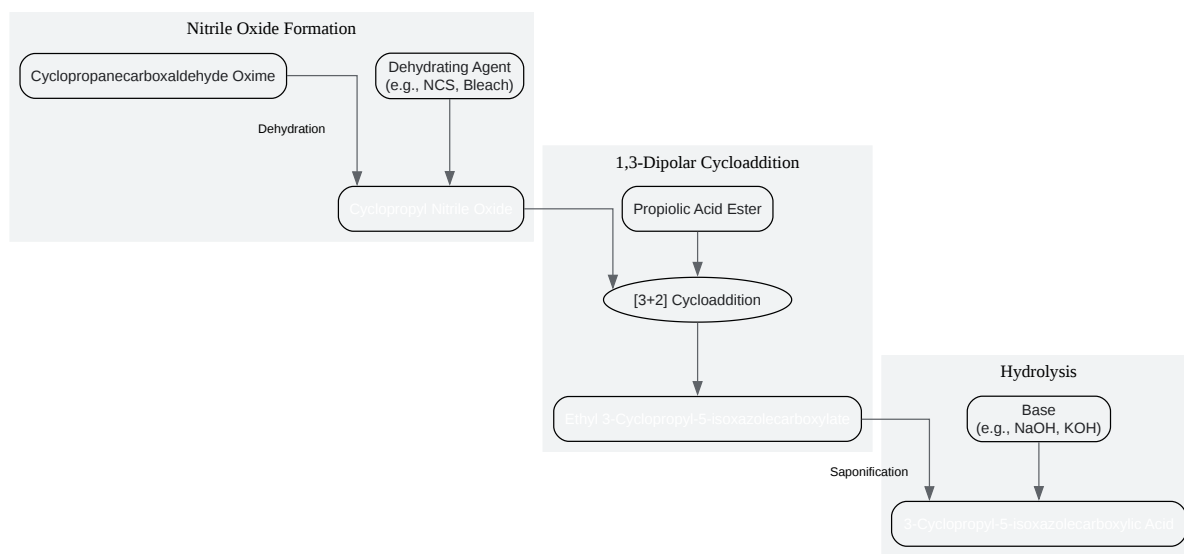 Nitrile Oxide Formation
Cyclopropanecarboxaldehyde Oxime
Dehydrating Agent
(e.g., NCS, Bleach)
Dehydration
Cyclopropyl Nitrile Oxide
1,3-Dipolar Cycloaddition
Propiolic Acid Ester
[3+2] Cycloaddition
Ethyl 3-Cyclopropyl-5-isoxazolecarboxylate
Hydrolysis
Base
(e.g., NaOH, KOH)
Saponification
3-Cyclopropyl-5-isoxazolecarboxylic Acid